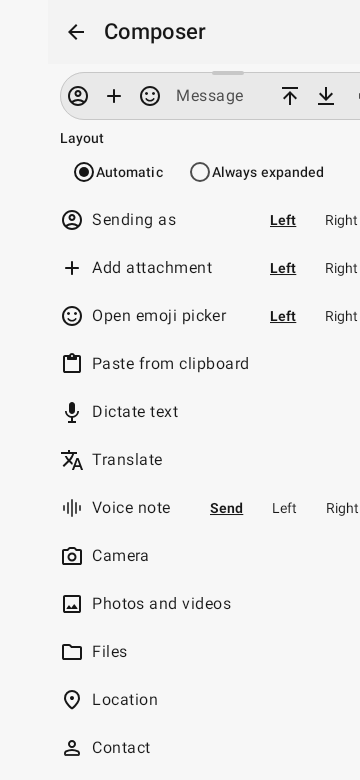 Composer
Message
Layout
Automatic Always expanded
Sending as Left Right
Add attachment Left Right
Open emoji picker Left Right
Paste from clipboard
Dictate text
Translate
Voice note Send Left Right
Camera
Photos and videos
Files
Location
Contact